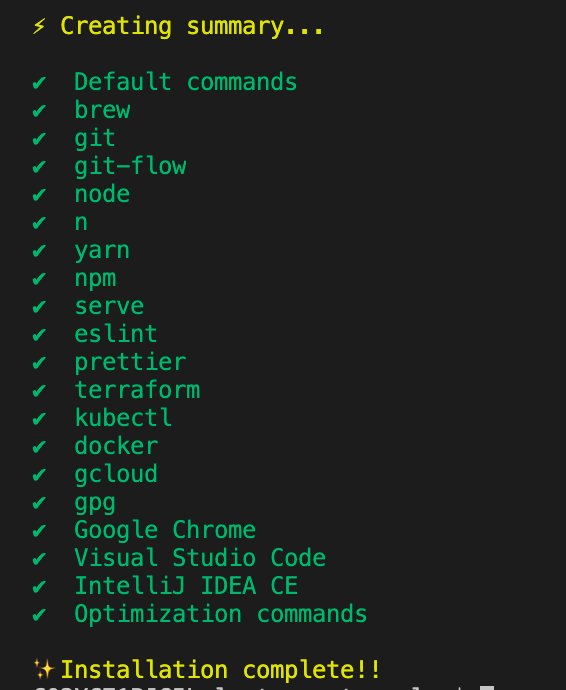 ⚡ Creating summary...
✔ Default commands
✔ brew
✔ git
✔ git-flow
✔ node
✔ n
✔ yarn
✔ npm
✔ serve
✔ eslint
✔ prettier
✔ terraform
✔ kubectl
✔ docker
✔ gcloud
✔ gpg
✔ Google Chrome
✔ Visual Studio Code
✔ IntelliJ IDEA CE
✔ Optimization commands
✨Installation complete!!